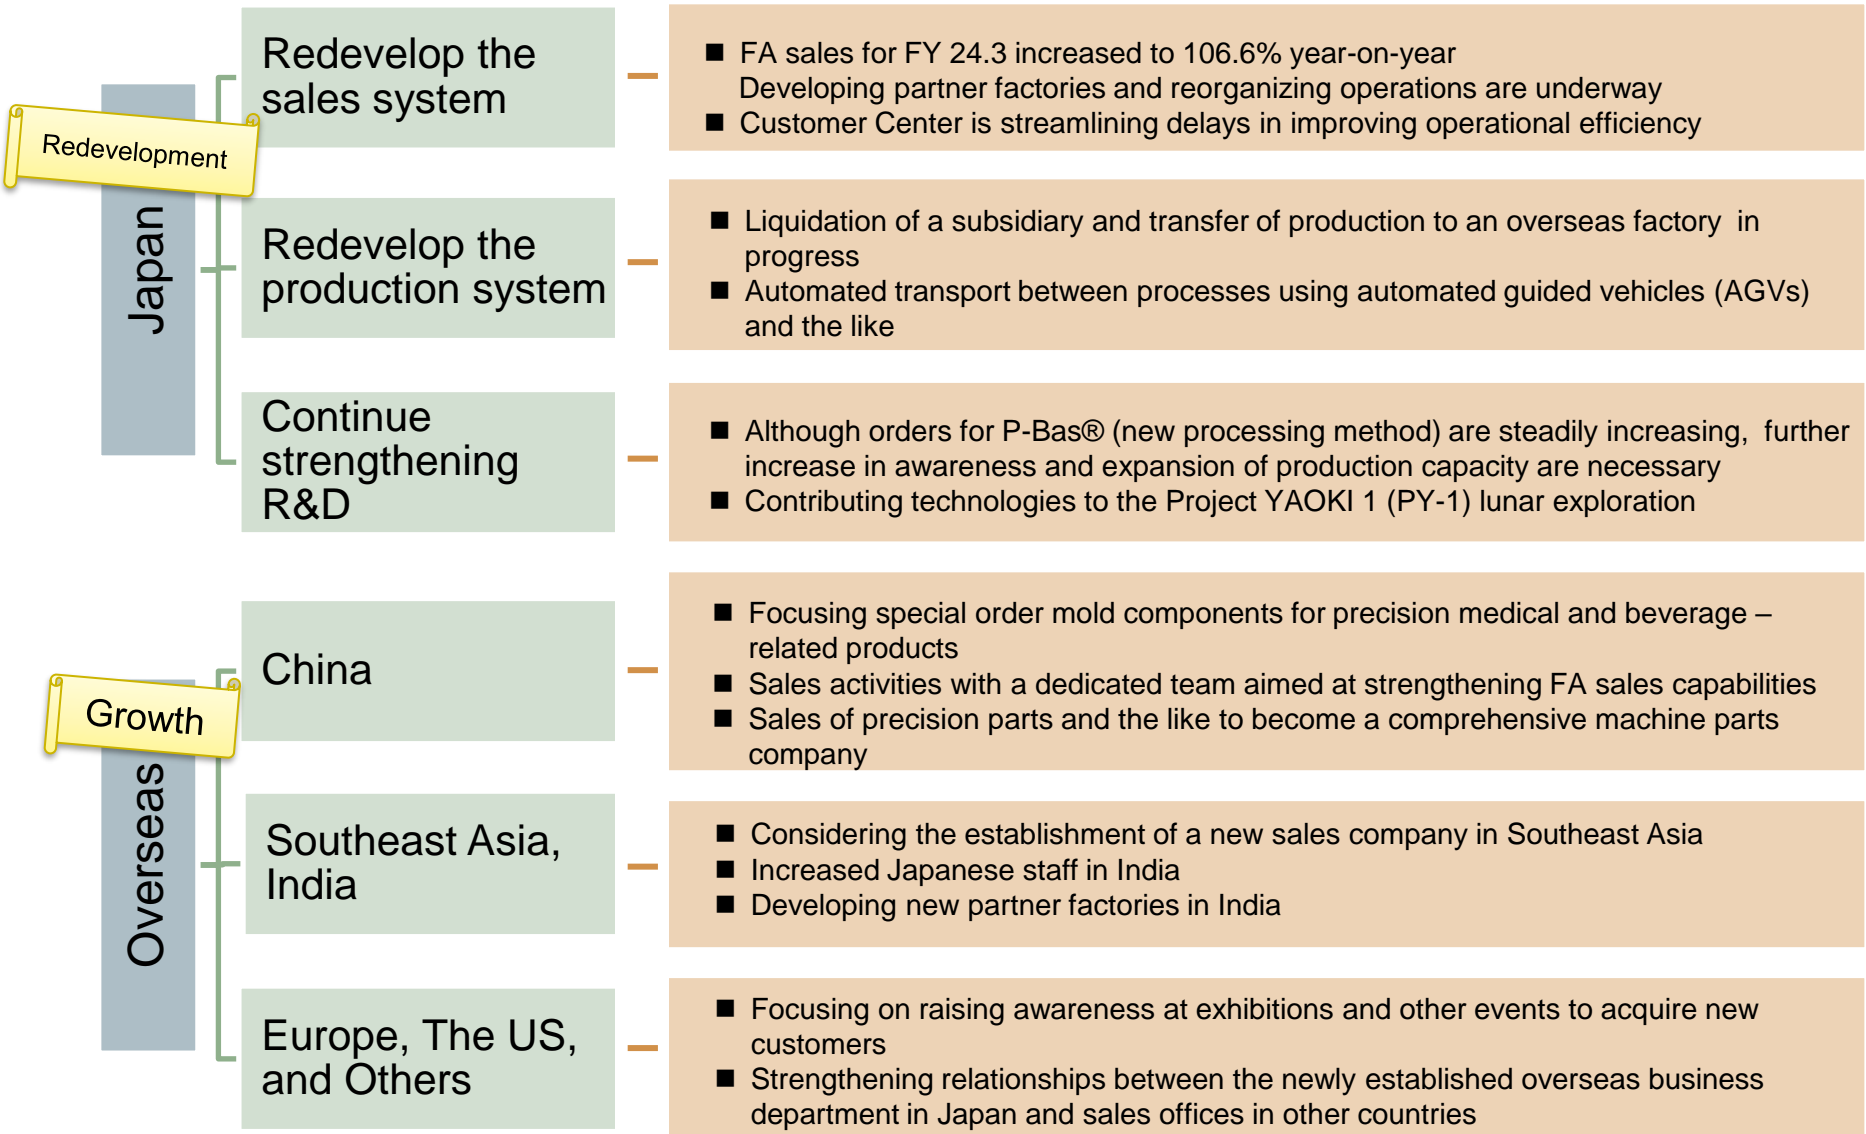 Redevelopment
Japan
Redevelop the
sales system
■ FA sales for FY 24.3 increased to 106.6% year-on-year
Developing partner factories and reorganizing operations are underway
■ Customer Center is streamlining delays in improving operational efficiency
Redevelop the
production system
■ Liquidation of a subsidiary and transfer of production to an overseas factory in
progress
■ Automated transport between processes using automated guided vehicles (AGVs)
and the like
Continue
strengthening
R&D
■ Although orders for P-Bas® (new processing method) are steadily increasing, further
increase in awareness and expansion of production capacity are necessary
■ Contributing technologies to the Project YAOKI 1 (PY-1) lunar exploration
Growth
Overseas
China
■ Focusing special order mold components for precision medical and beverage –
related products
■ Sales activities with a dedicated team aimed at strengthening FA sales capabilities
■ Sales of precision parts and the like to become a comprehensive machine parts
company
Southeast Asia,
India
■ Considering the establishment of a new sales company in Southeast Asia
■ Increased Japanese staff in India
■ Developing new partner factories in India
Europe, The US,
and Others
■ Focusing on raising awareness at exhibitions and other events to acquire new
customers
■ Strengthening relationships between the newly established overseas business
department in Japan and sales offices in other countries